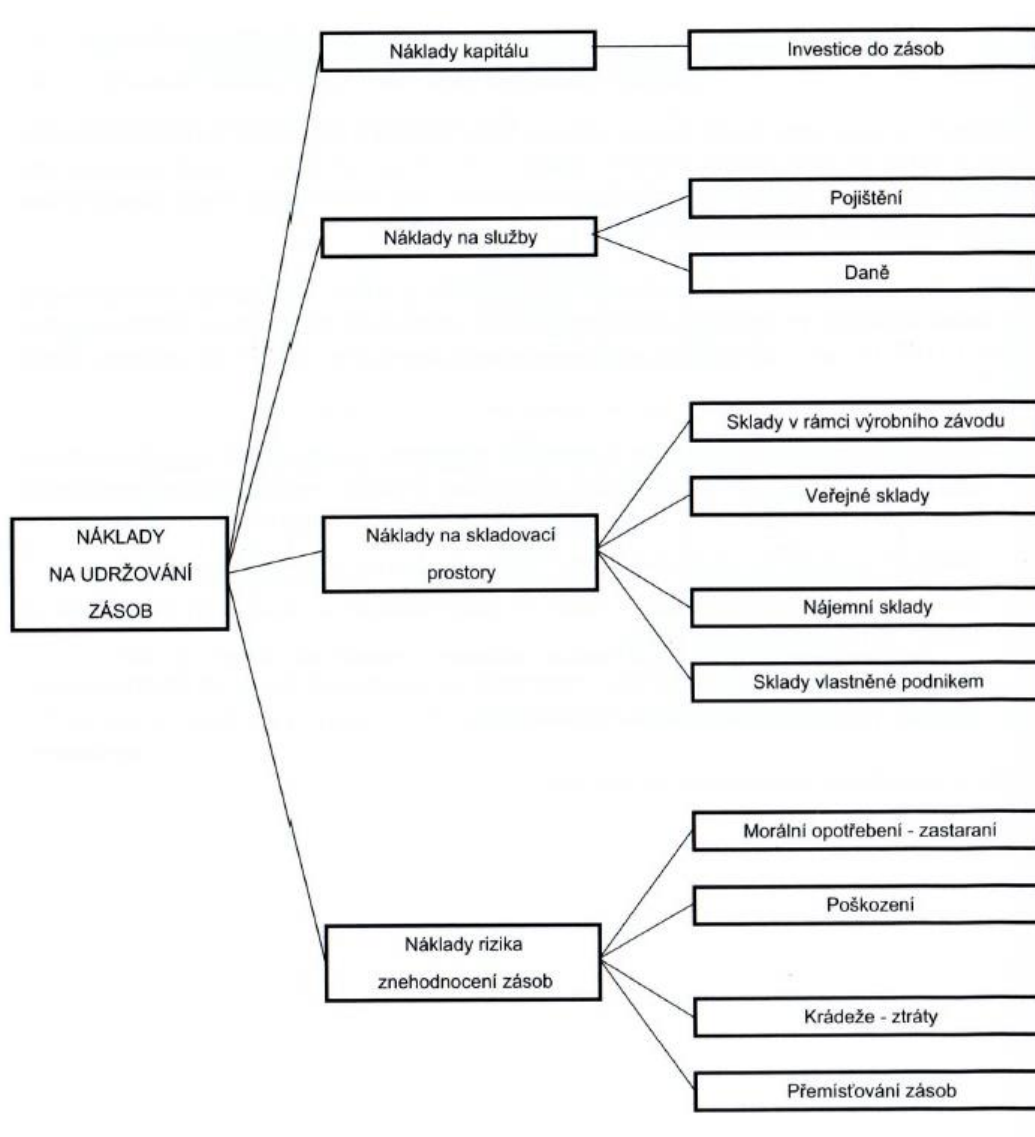 Náklady kapitálu
Investice do zásob
Náklady na služby
Pojištění
Daně
NÁKLADY
NA UDRŽOVÁNÍ
ZÁSOB
Náklady na skladovací
prostory
Sklady v rámci výrobního závodu
Veřejné sklady
Nájemní sklady
Sklady vlastněné podnikem
Náklady rizika
znehodnocení zásob
Morální opotřebení - zastaraní
Poškození
Krádeže - ztráty
Přemísťování zásob